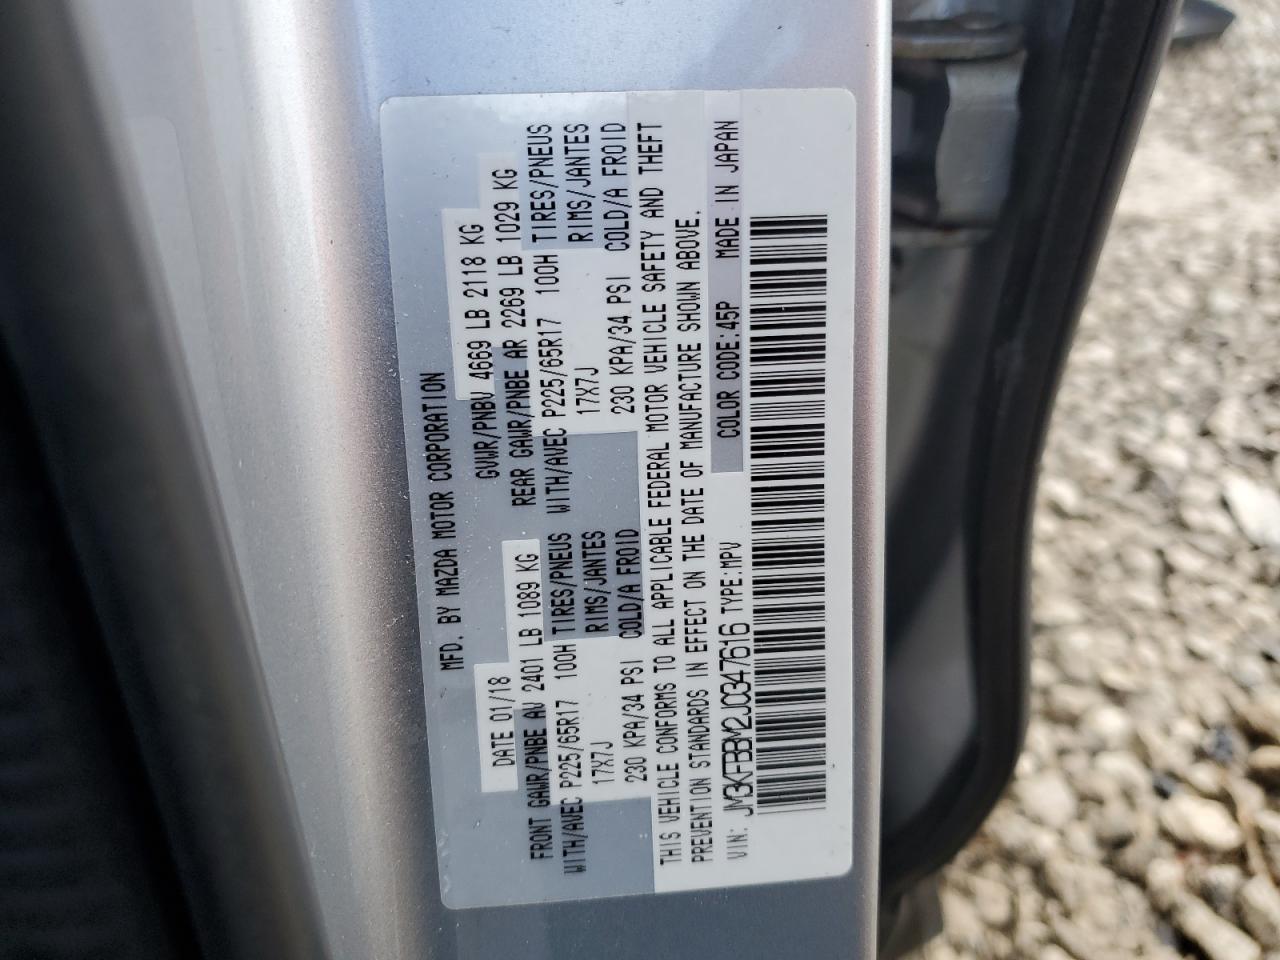 MFD. BY MAZDA MOTOR CORPORATION
DATE 01/18 GVWR/PNBV 4669 LB 2118 KG
FRONT GAWR/PNBE AV 2401 LB 1089 KG REAR GAWR/PNBE AR 2269 LB 1029 KG
WITH/AVEC P225/65R17 100H TIRES/PNEUS WITH/AVEC P225/65R17 100H TIRES/PNEUS
17X7J RIMS/JANTES 17X7J RIMS/JANTES
230 KPA/34 PSI COLD/A FROID 230 KPA/34 PSI COLD/A FROID
THIS VEHICLE CONFORMS TO ALL APPLICABLE FEDERAL MOTOR VEHICLE SAFETY AND THEFT
PREVENTION STANDARDS IN EFFECT ON THE DATE OF MANUFACTURE SHOWN ABOVE.
VIN: JM3KFBBM2J0347616 TYPE:MPV COLOR CODE:45P MADE IN JAPAN